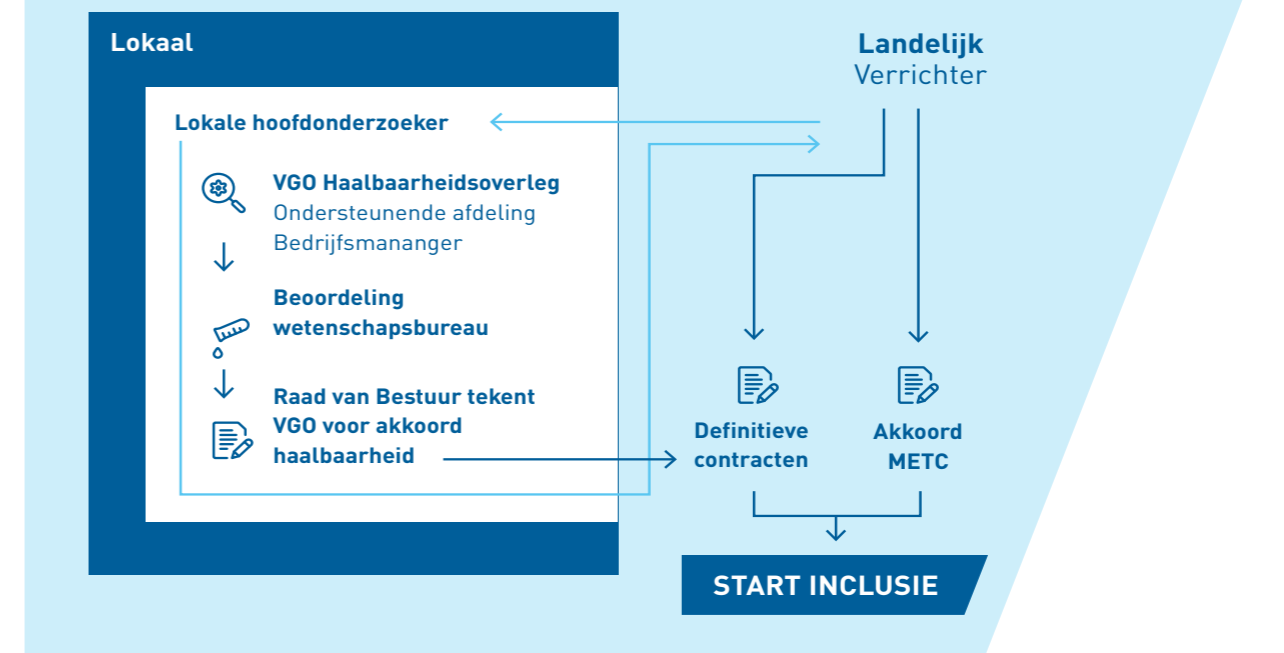 Lokaal
Landelijk
Verrichter
Lokale hoofdonderzoeker
VGO Haalbaarheidsoverleg
Ondersteunende afdeling
Bedrijfsmananger
Beoordeling
wetenschapsbureau
Raad van Bestuur tekent
VGO voor akkoord
haalbaarheid
Definitieve
contracten
Akkoord
METC
START INCLUSIE